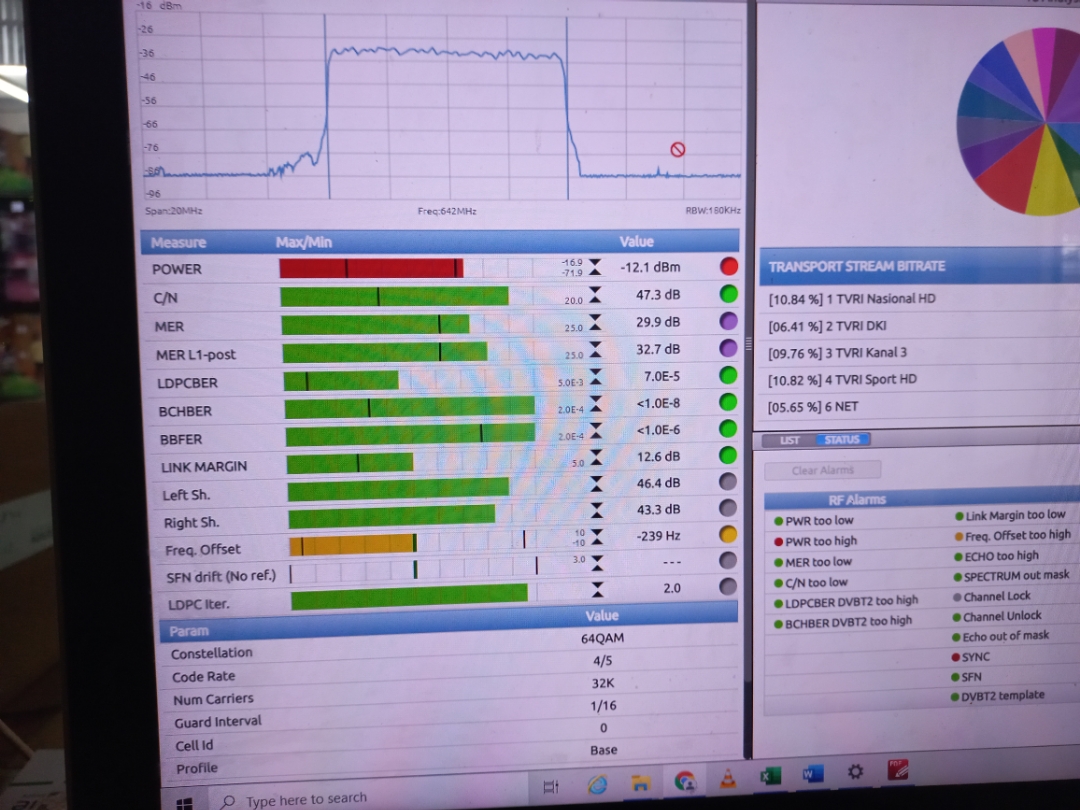 -16 dBm
-26
-36
-46
-56
-66
-76
-86
-96
Span:20MHz Freq:642MHz RBW:180KHz
Measure Max/Min Value
POWER -16.9 -71.9 -12.1 dBm
C/N 20.0 47.3 dB
MER 25.0 29.9 dB
MER L1-post 25.0 32.7 dB
LDPCBER 5.0E-3 7.0E-5
BCHBER 2.0E-4 <1.0E-8
BBFER 2.0E-4 <1.0E-6
LINK MARGIN 5.0 12.6 dB
Left Sh. 46.4 dB
Right Sh. 43.3 dB
Freq. Offset 10 -10 -239 Hz
SFN drift (No ref.) 3.0 ---
LDPC Iter. 2.0
Param Value
Constellation 64QAM
Code Rate 4/5
Num Carriers 32K
Guard Interval 1/16
Cell Id 0
Profile Base
TRANSPORT STREAM BITRATE
[10.84 %] 1 TVRI Nasional HD
[06.41 %] 2 TVRI DKI
[09.76 %] 3 TVRI Kanal 3
[10.82 %] 4 TVRI Sport HD
[05.65 %] 6 NET
LIST STATUS
Clear Alarms
RF Alarms
PWR too low
PWR too high
MER too low
C/N too low
LDPCBER DVBT2 too high
BCHBER DVBT2 too high
Link Margin too low
Freq. Offset too high
ECHO too high
SPECTRUM out mask
Channel Lock
Channel Unlock
Echo out of mask
SYNC
SFN
DVBT2 template
Type here to search